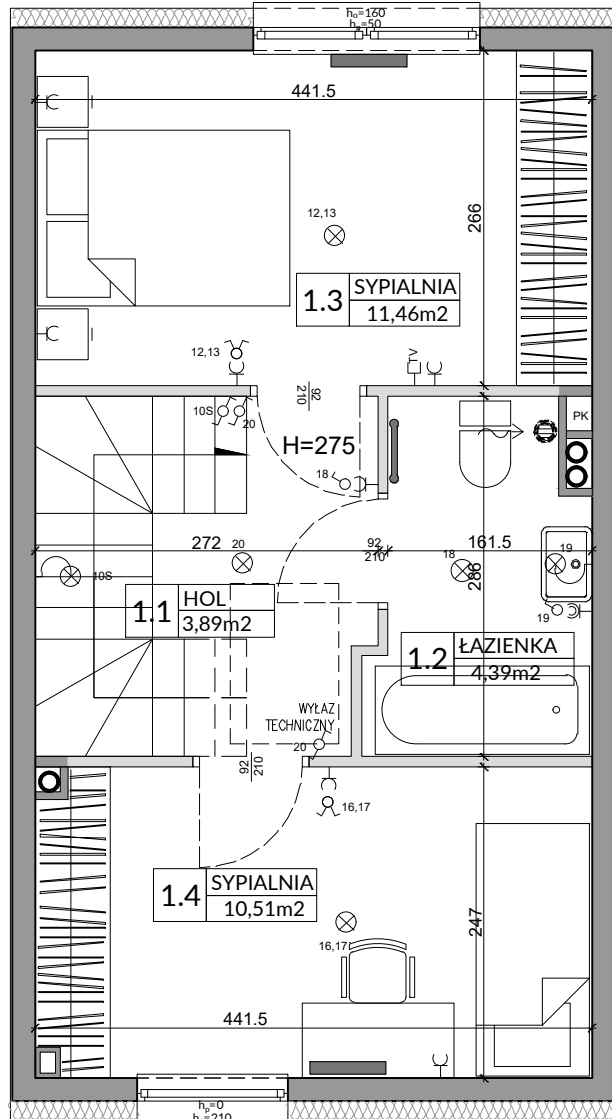 hₒ=160
hₚ=50
441.5
266
12,13
1.3 SYPIALNIA
11,46m2
12,13
TV
92
210
10S
20
H=275
18
PK
272
20
92
210
18
161.5
19
286
10S
19
1.1 HOL
3,89m2
1.2 ŁAZIENKA
4,39m2
WYŁAZ
TECHNICZNY
20
92
210
16,17
1.4 SYPIALNIA
10,51m2
16,17
247
441.5
hₚ=0
hₒ=210